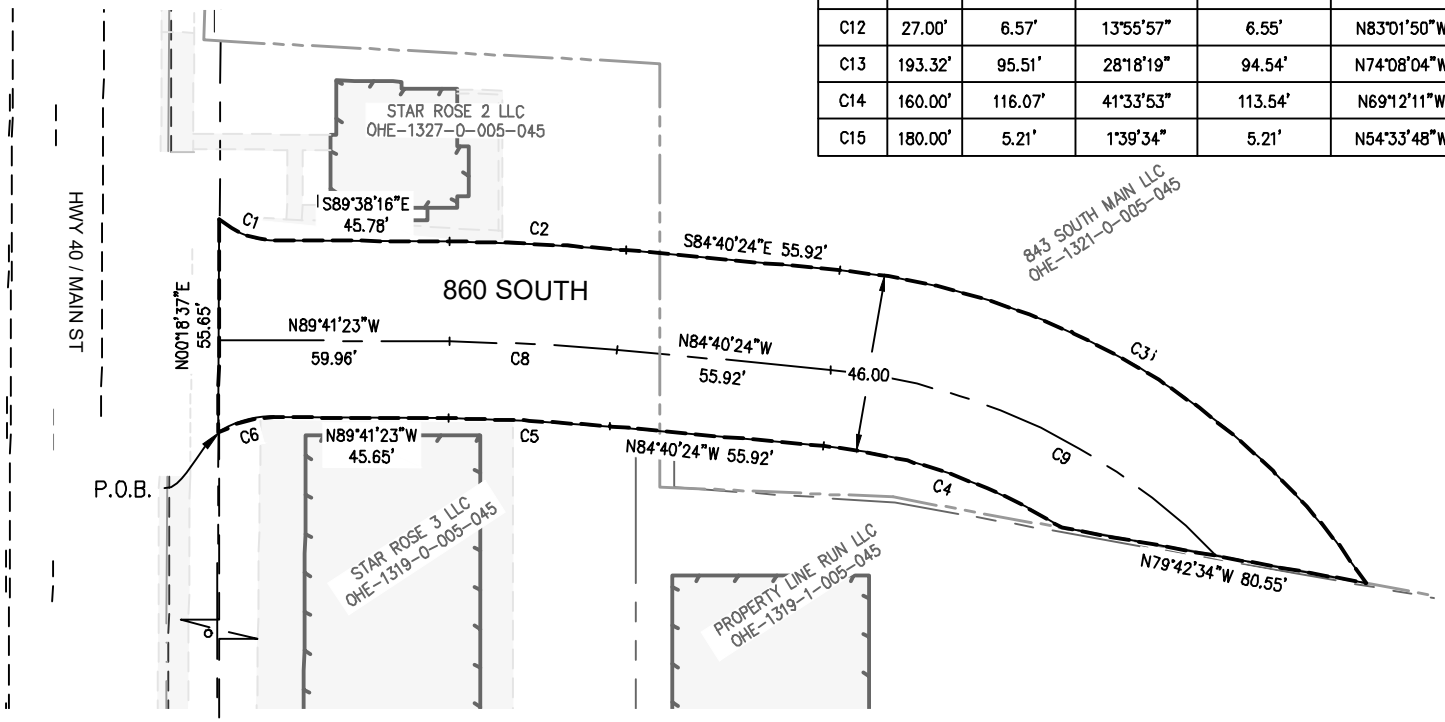 C12 27.00' 6.57' 13°55'57" 6.55' N83°01'50"W
C13 193.32' 95.51' 28°18'19" 94.54' N74°08'04"W
C14 160.00' 116.07' 41°33'53" 113.54' N69°12'11"W
C15 180.00' 5.21' 1°39'34" 5.21' N54°33'48"W
STAR ROSE 2 LLC
OHE-1327-0-005-045
843 SOUTH MAIN LLC
OHE-1321-0-005-045
HWY 40 / MAIN ST
C1
S89°38'16"E
45.78'
C2
S84°40'24"E 55.92'
860 SOUTH
N00°18'37"E
55.65'
N89°41'23"W
59.96'
C8
N84°40'24"W
55.92'
46.00
C3
C6
N89°41'23"W
45.65'
C5
N84°40'24"W 55.92'
C4
C9
P.O.B.
STAR ROSE 3 LLC
OHE-1319-0-005-045
PROPERTY LINE RUN LLC
OHE-1319-1-005-045
N79°42'34"W 80.55'